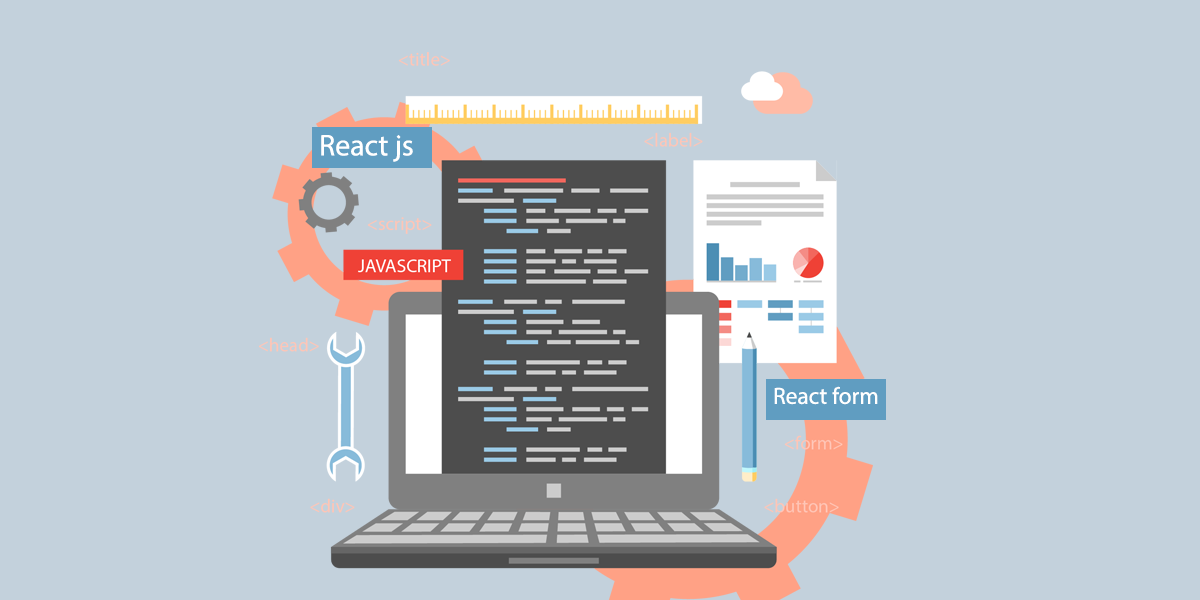 <title>
<label>
React js
<script>
JAVASCRIPT
<head>
React form
<form>
<button>
<div>